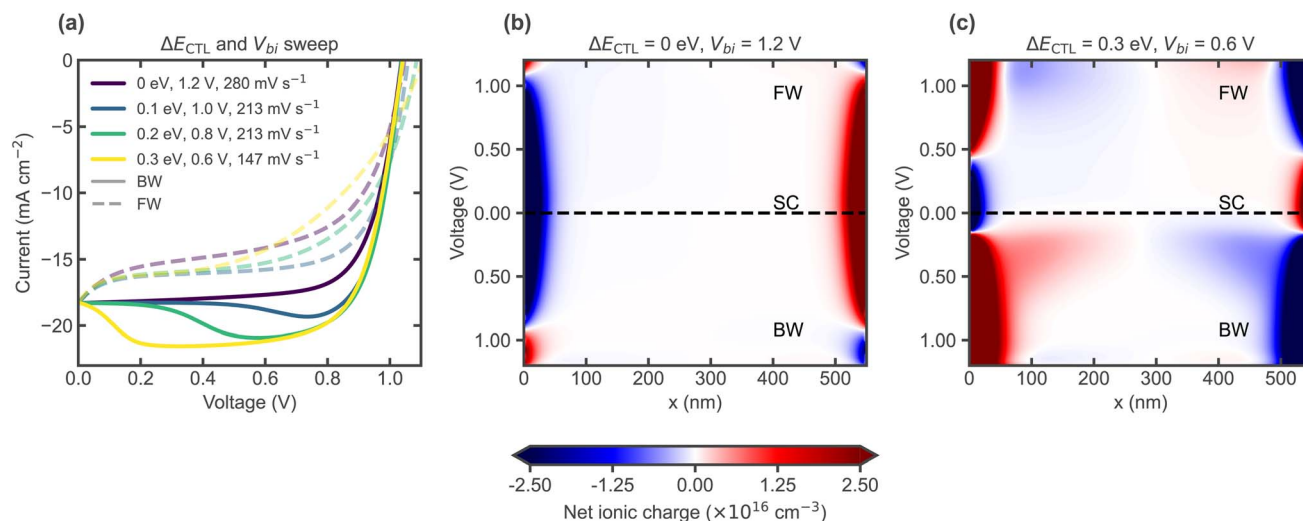 (a)
ΔE_CTL and V_bi sweep
0 eV, 1.2 V, 280 mV s⁻¹
0.1 eV, 1.0 V, 213 mV s⁻¹
0.2 eV, 0.8 V, 213 mV s⁻¹
0.3 eV, 0.6 V, 147 mV s⁻¹
BW
FW
0
−5
−10
−15
−20
Current (mA cm⁻²)
0.0 0.2 0.4 0.6 0.8 1.0
Voltage (V)
(b)
ΔE_CTL = 0 eV, V_bi = 1.2 V
1.00
0.50
0.00
0.50
1.00
Voltage (V)
FW
SC
BW
0 100 200 300 400 500
x (nm)
(c)
ΔE_CTL = 0.3 eV, V_bi = 0.6 V
1.00
0.50
0.00
0.50
1.00
Voltage (V)
FW
SC
BW
0 100 200 300 400 500
x (nm)
-2.50 -1.25 0.00 1.25 2.50
Net ionic charge (×10¹⁶ cm⁻³)